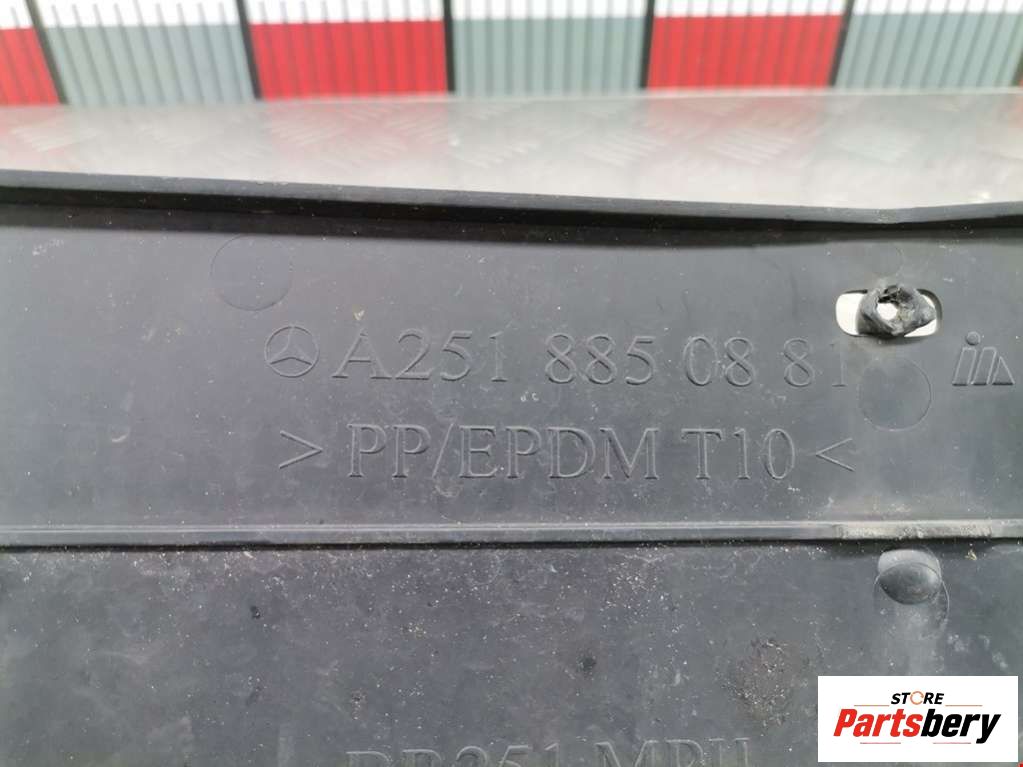 A251 885 08 81
> PP/EPDM T10 <
STORE
Partsbery